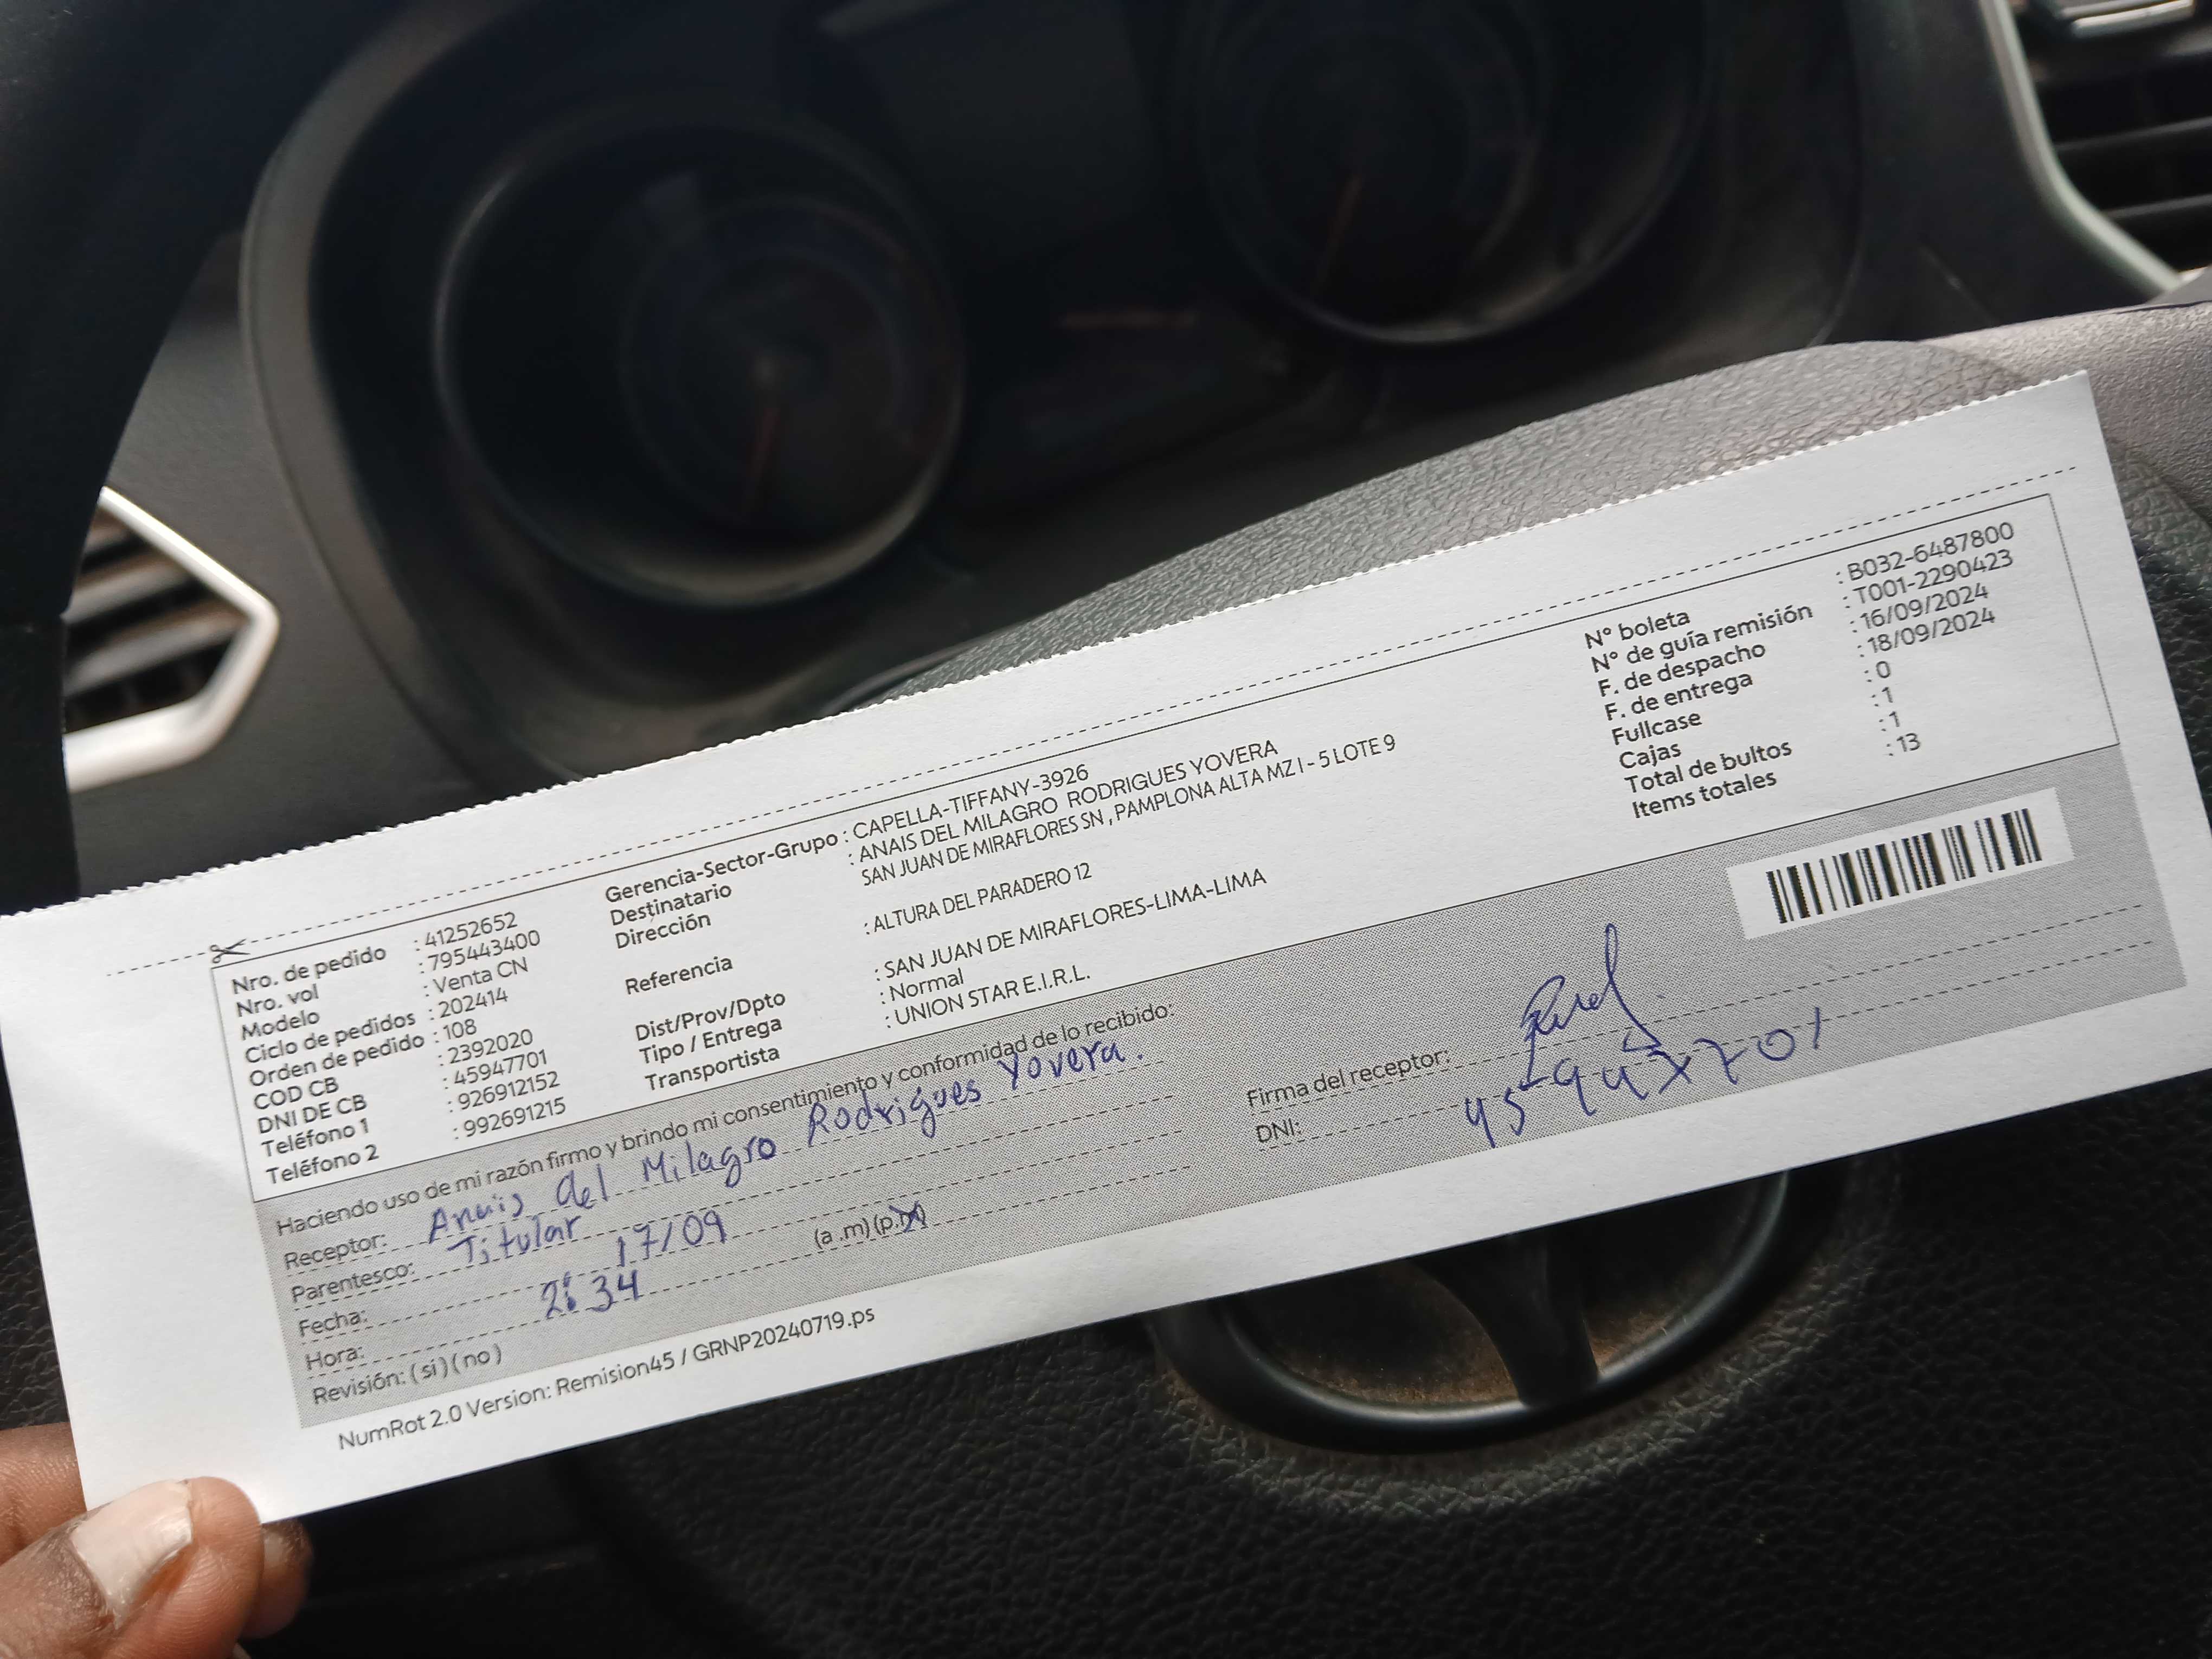 Nro. de pedido : 41252652
Nro. vol : 795443400
Modelo : Venta CN
Ciclo de pedidos : 202414
Orden de pedido : 108
COD CB : 2392020
DNI DE CB : 45947701
Teléfono 1 : 926912152
Teléfono 2 : 992691215
Gerencia-Sector-Grupo : CAPELLA-TIFFANY-3926
Destinatario : ANAIS DEL MILAGRO RODRIGUES YOVERA
Dirección SAN JUAN DE MIRAFLORES SN , PAMPLONA ALTA MZ I - 5 LOTE 9
Referencia : ALTURA DEL PARADERO 12
Dist/Prov/Dpto : SAN JUAN DE MIRAFLORES-LIMA-LIMA
Tipo / Entrega : Normal
Transportista : UNION STAR E.I.R.L.
N° boleta : B032-6487800
N° de guía remisión : T001-2290423
F. de despacho : 16/09/2024
F. de entrega : 18/09/2024
Fullcase : 0
Cajas : 1
Total de bultos : 1
Items totales : 13
Haciendo uso de mi razón firmo y brindo mi consentimiento y conformidad de lo recibido:
Receptor: Anais del Milagro Rodrigues Yovera.
Parentesco: Titular
Fecha: 17/09
Hora: 2:34 (a .m) (p.m)
Revisión: ( sí ) ( no )
Firma del receptor:
DNI: 45947701
NumRot 2.0 Version: Remision45 / GRNP20240719.ps